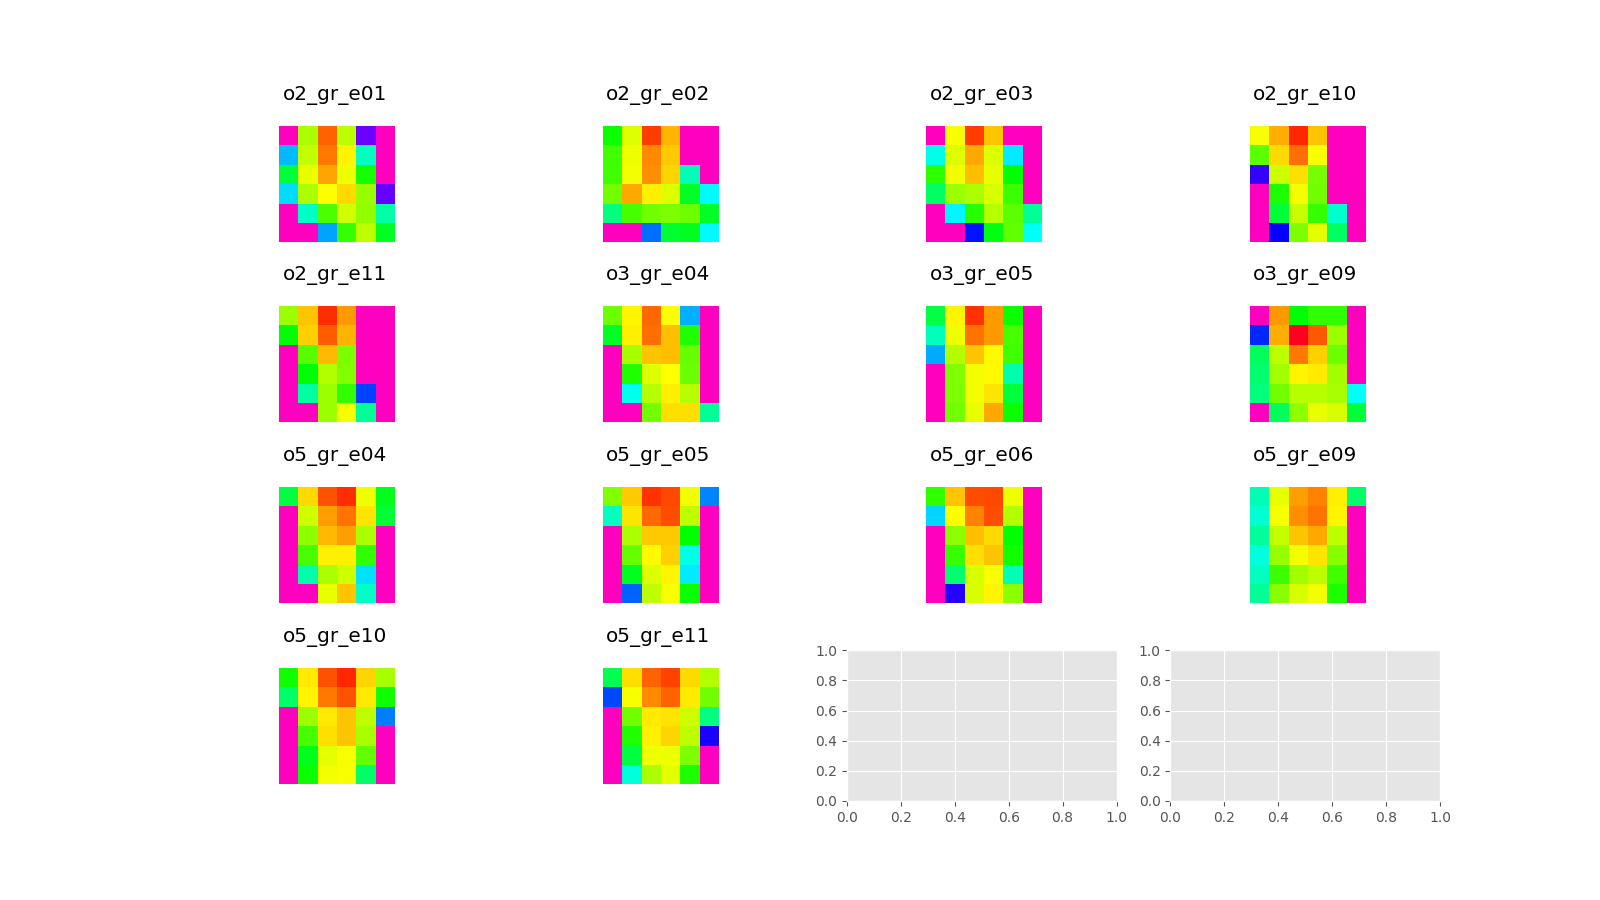 o2_gr_e01 o2_gr_e02 o2_gr_e03 o2_gr_e10
o2_gr_e11 o3_gr_e04 o3_gr_e05 o3_gr_e09
o5_gr_e04 o5_gr_e05 o5_gr_e06 o5_gr_e09
o5_gr_e10 o5_gr_e11
1.0 1.0
0.8 0.8
0.6 0.6
0.4 0.4
0.2 0.2
0.0 0.0
0.0 0.2 0.4 0.6 0.8 1.0 0.0 0.2 0.4 0.6 0.8 1.0